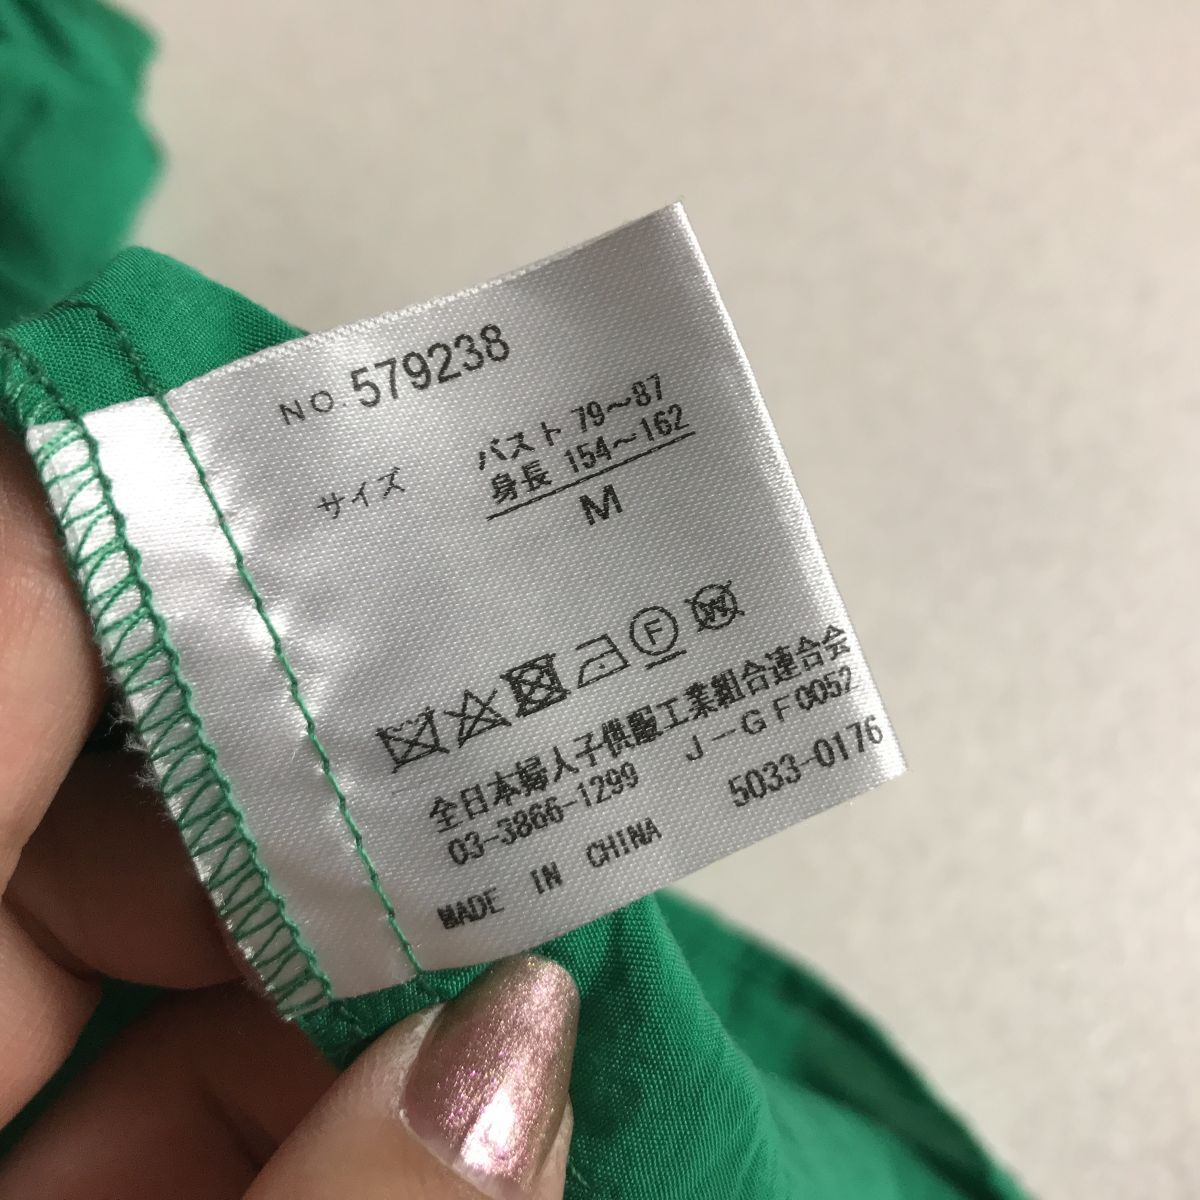 NO. 579238
サイズ
バスト 79〜87
身長 154〜162
M
F
W
全日本婦人子供服工業組合連合会
03-3866-1299 J-GF0052
5033-0176
MADE IN CHINA